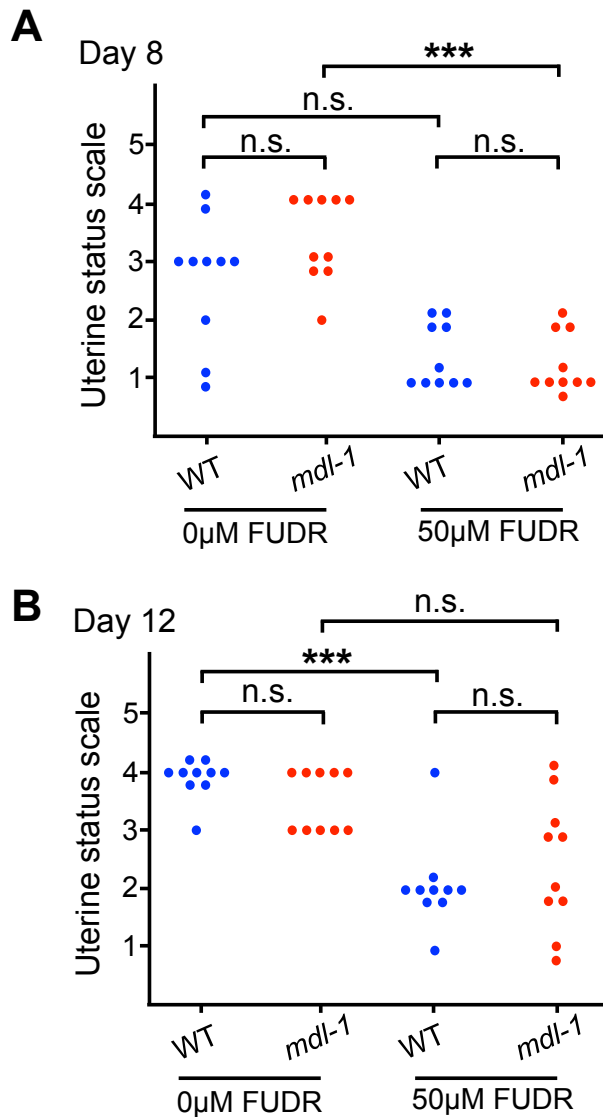 A
Day 8
***
n.s.
n.s.
n.s.
Uterine status scale
5
4
3
2
1
WT
mdl-1
WT
mdl-1
0µM FUDR
50µM FUDR
B
Day 12
n.s.
***
n.s.
n.s.
Uterine status scale
5
4
3
2
1
WT
mdl-1
WT
mdl-1
0µM FUDR
50µM FUDR